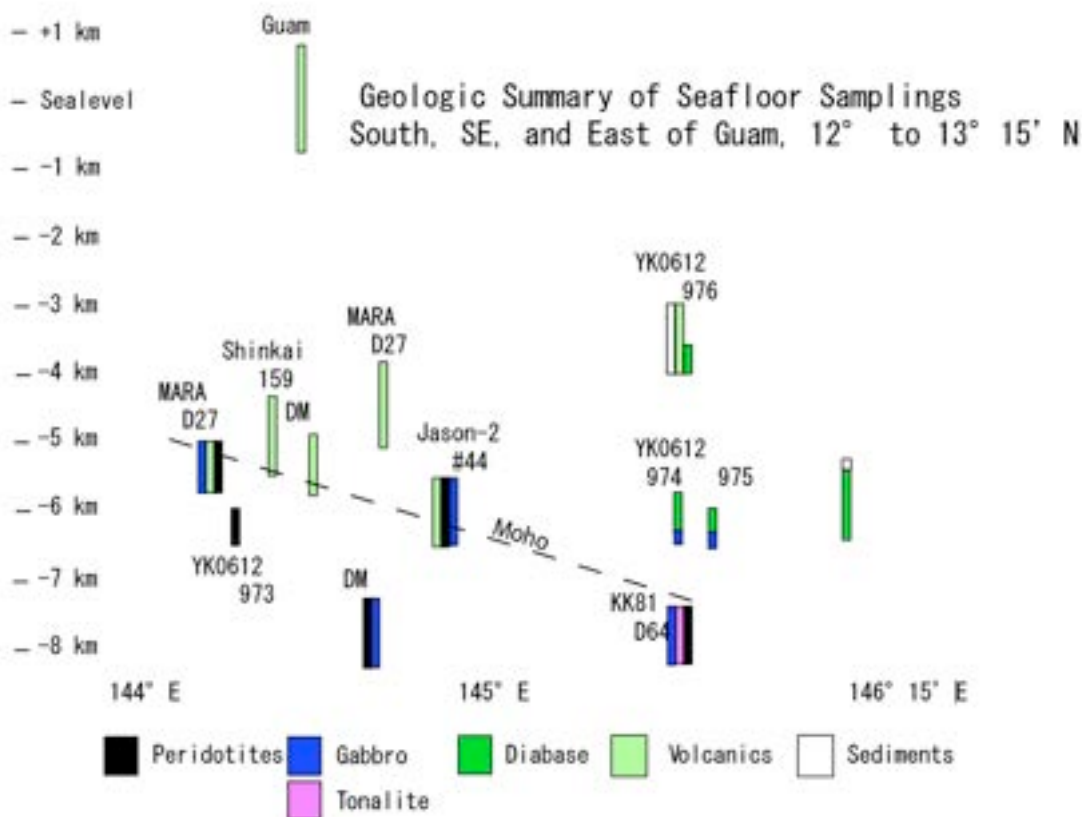 Guam
— +1 km
— Sealevel
— -1 km
— -2 km
— -3 km
— -4 km
— -5 km
— -6 km
— -7 km
— -8 km
Geologic Summary of Seafloor Samplings
South, SE, and East of Guam, 12° to 13° 15' N
YK0612
976
MARA
D27
Shinkai
159
MARA
D27
DM
Jason-2
#44
YK0612
974
975
Moho
YK0612
973
DM
KK81
D64
144° E
145° E
146° 15' E
Peridotites
Gabbro
Diabase
Volcanics
Sediments
Tonalite